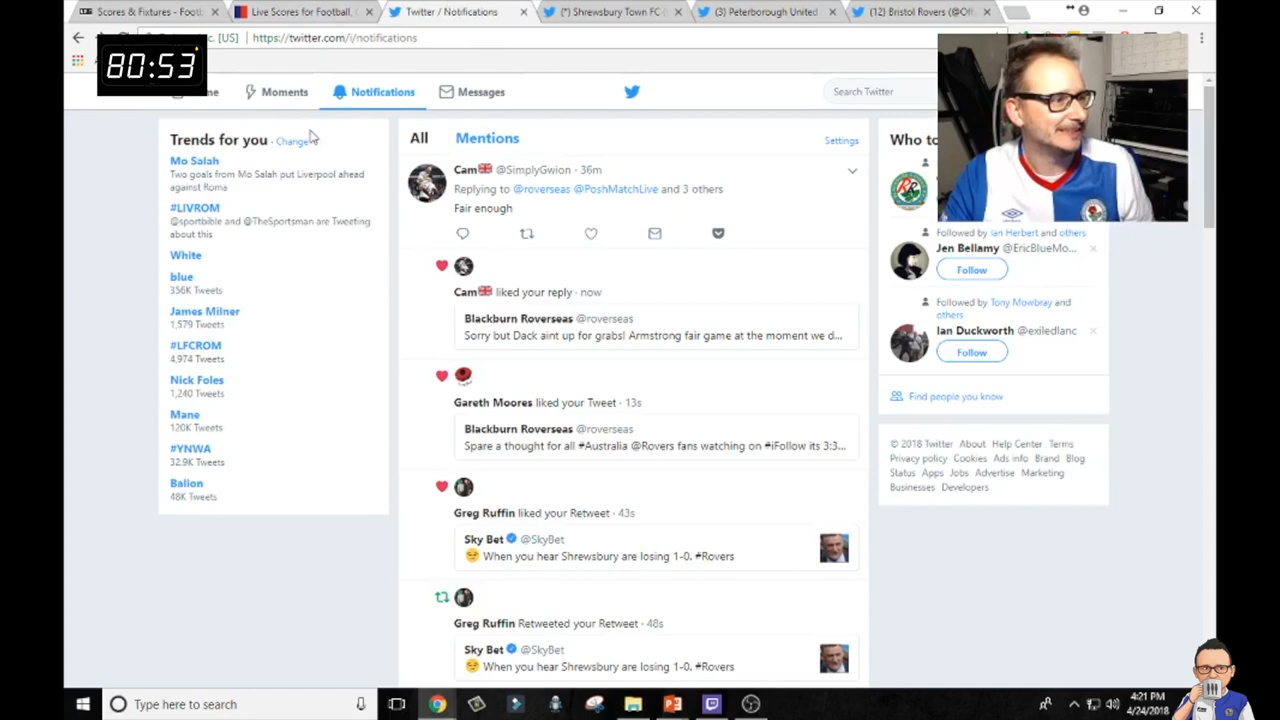 Scores & Fixtures - Footb
Live Scores for Football, C
Twitter / Notifications
(*) Shrewsbury Town FC (
(3) Peterborough United
(12) Bristol Rovers (@Offi
80:53
[US]
https://twitter.com/i/notifications
Moments
Notifications
Messages
Search Twitter
Trends for you · Change
Mo Salah
Two goals from Mo Salah put Liverpool ahead
against Roma
#LIVROM
@sportbible and @TheSportsman are Tweeting
about this
White
blue
356K Tweets
James Milner
1,579 Tweets
#LFCROM
4,974 Tweets
Nick Foles
1,240 Tweets
Mane
120K Tweets
#YNWA
32.9K Tweets
Ballon
48K Tweets
All
Mentions
Settings
Cam @SimplyGwion · 36m
Replying to @roverseas @PoshMatchLive and 3 others
Fair enough
Cam liked your reply · now
Blackburn Roverseas @roverseas
Sorry but Dack aint up for grabs! Armstrong fair game at the moment we d...
Gareth Moores liked your Tweet · 13s
Blackburn Roverseas @roverseas
Spare a thought for all #Australia @Rovers fans watching on #iFollow its 3:3...
Greg Ruffin liked your Retweet · 43s
Sky Bet @SkyBet
When you hear Shrewsbury are losing 1-0. #Rovers
Greg Ruffin Retweeted your Retweet · 48s
Sky Bet @SkyBet
When you hear Shrewsbury are losing 1-0. #Rovers
Who to
Followed by Ian Herbert and others
Jen Bellamy @EricBlueMo...
Follow
Followed by Tony Mowbray and
others
Ian Duckworth @exiledlanc
Follow
Find people you know
© 2018 Twitter About Help Center Terms
Privacy policy Cookies Ads info Brand Blog
Status Apps Jobs Advertise Marketing
Businesses Developers
Type here to search
4:21 PM
4/24/2018